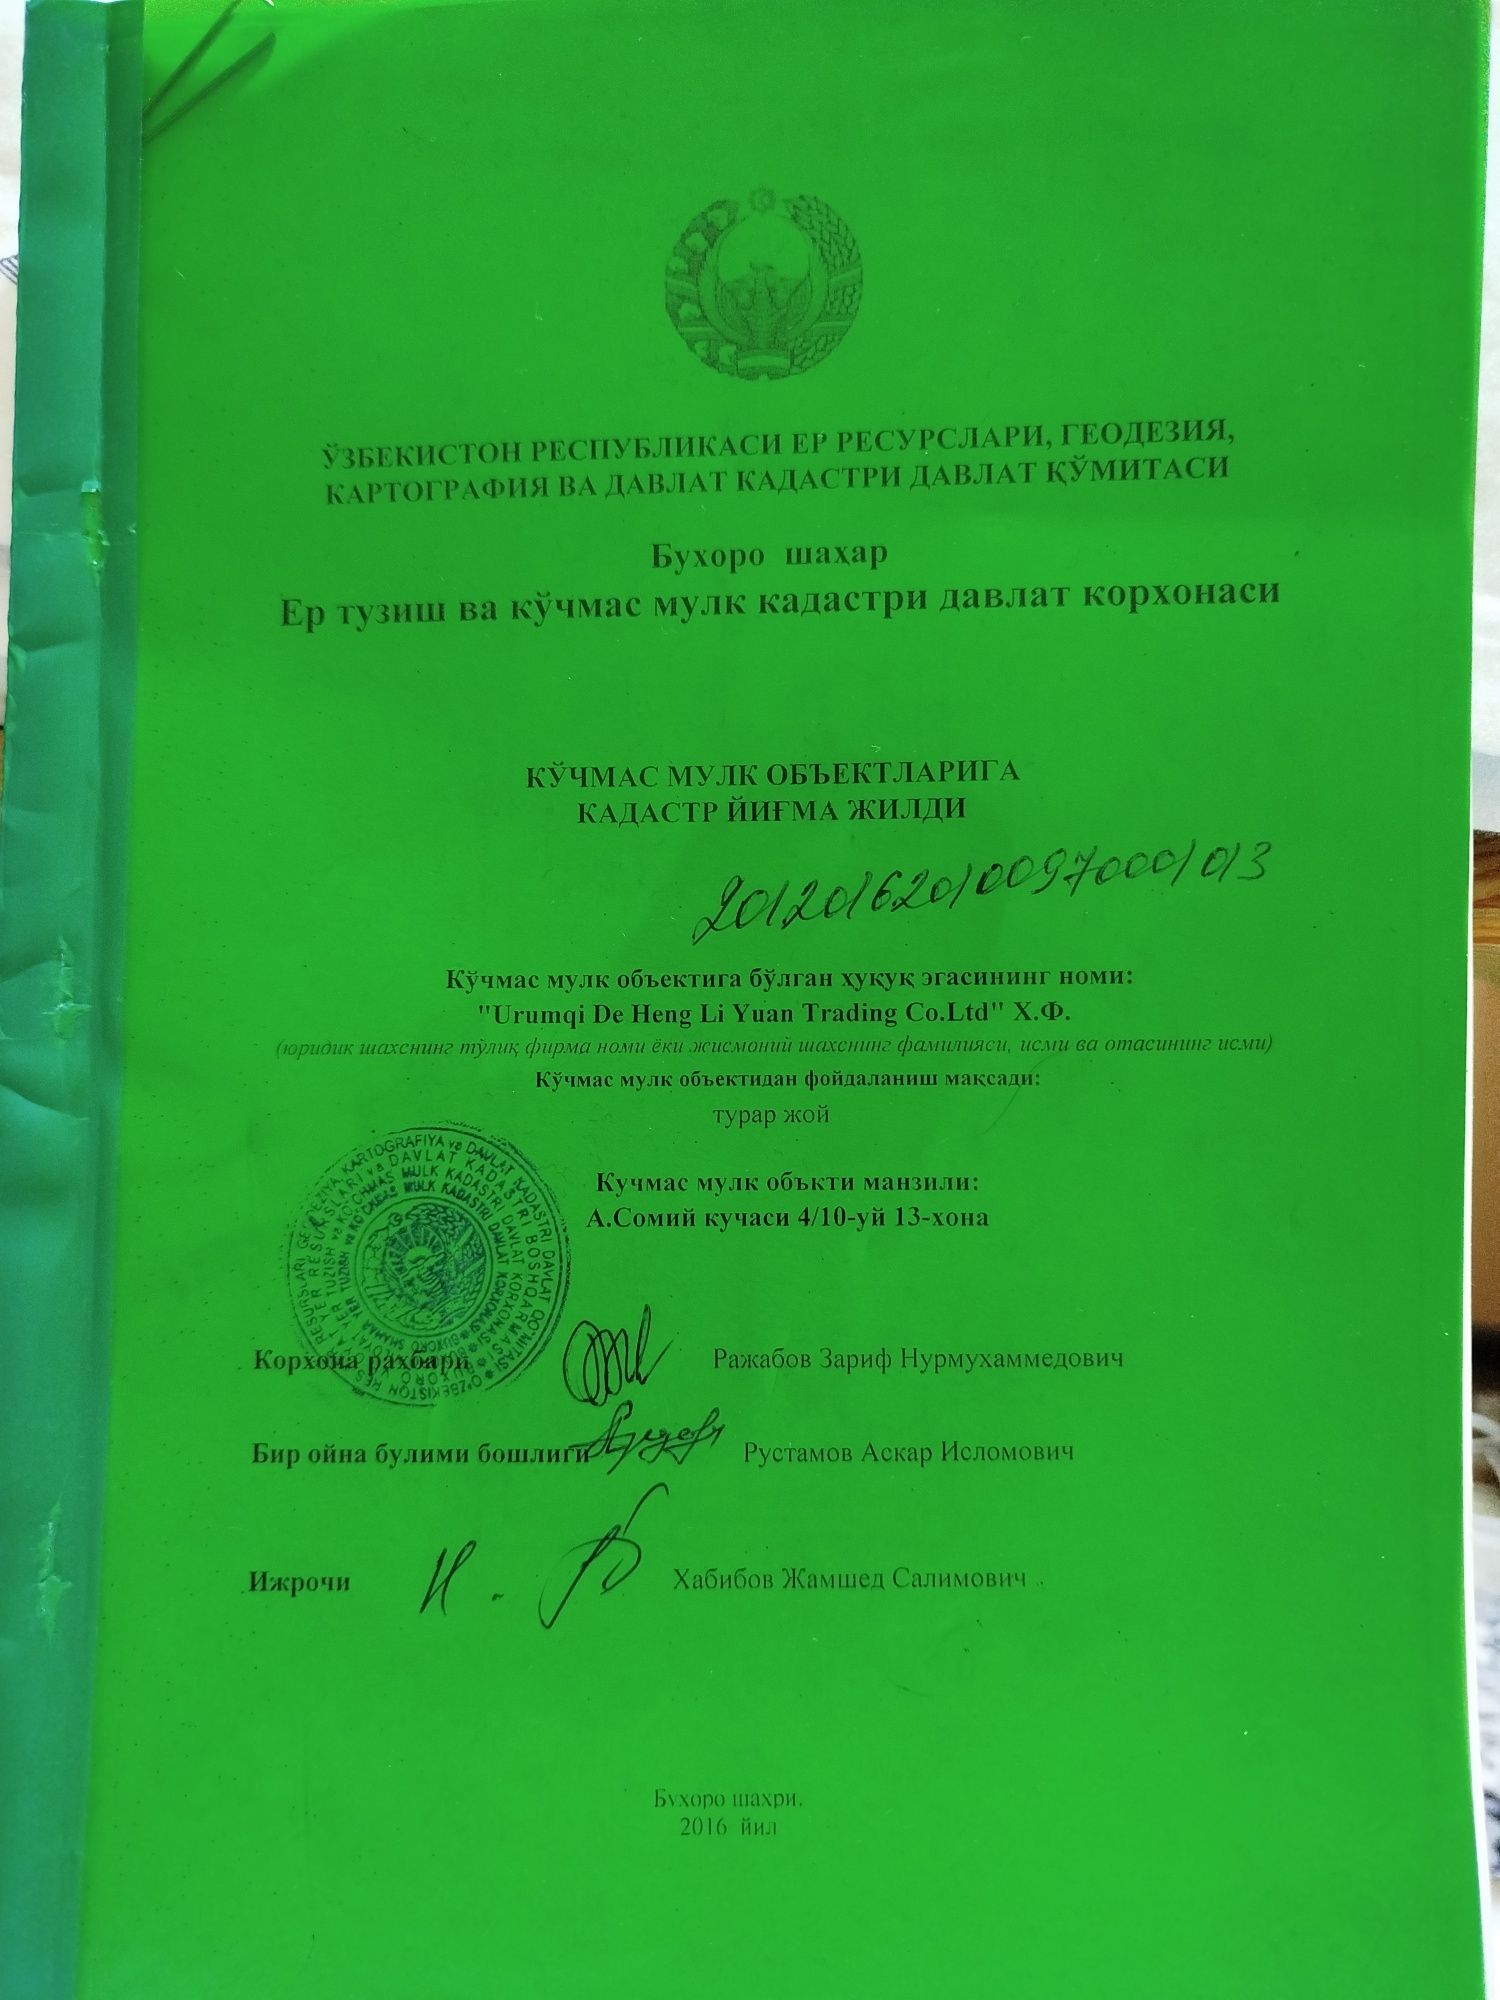 ЎЗБЕКИСТОН РЕСПУБЛИКАСИ ЕР РЕСУРСЛАРИ, ГЕОДЕЗИЯ,
КАРТОГРАФИЯ ВА ДАВЛАТ КАДАСТРИ ДАВЛАТ ҚЎМИТАСИ
Бухоро шаҳар
Ер тузиш ва кўчмас мулк кадастри давлат корхонаси
КЎЧМАС МУЛК ОБЪЕКТЛАРИГА
КАДАСТР ЙИҒМА ЖИЛДИ
Кўчмас мулк объектига бўлган ҳуқуқ эгасининг номи:
"Urumqi De Heng Li Yuan Trading Co.Ltd" Х.Ф.
(юридик шахснинг тўлиқ фирма номи ёки жисмоний шахснинг фамилияси, исми ва отасининг исми)
Кўчмас мулк объектидан фойдаланиш мақсади:
турар жой
Кучмас мулк объкти манзили:
А.Сомий кучаси 4/10-уй 13-хона
Корхона рахбари Ражабов Зариф Нурмухаммедович
Бир ойна булими бошлиги Рустамов Аскар Исломович
Ижрочи Хабибов Жамшед Салимович
Бухоро шахри.
2016 йил